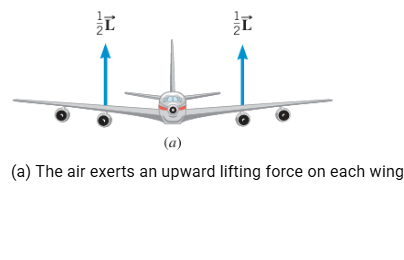 ½L⃗ ½L⃗
(a)
(a) The air exerts an upward lifting force on each wing